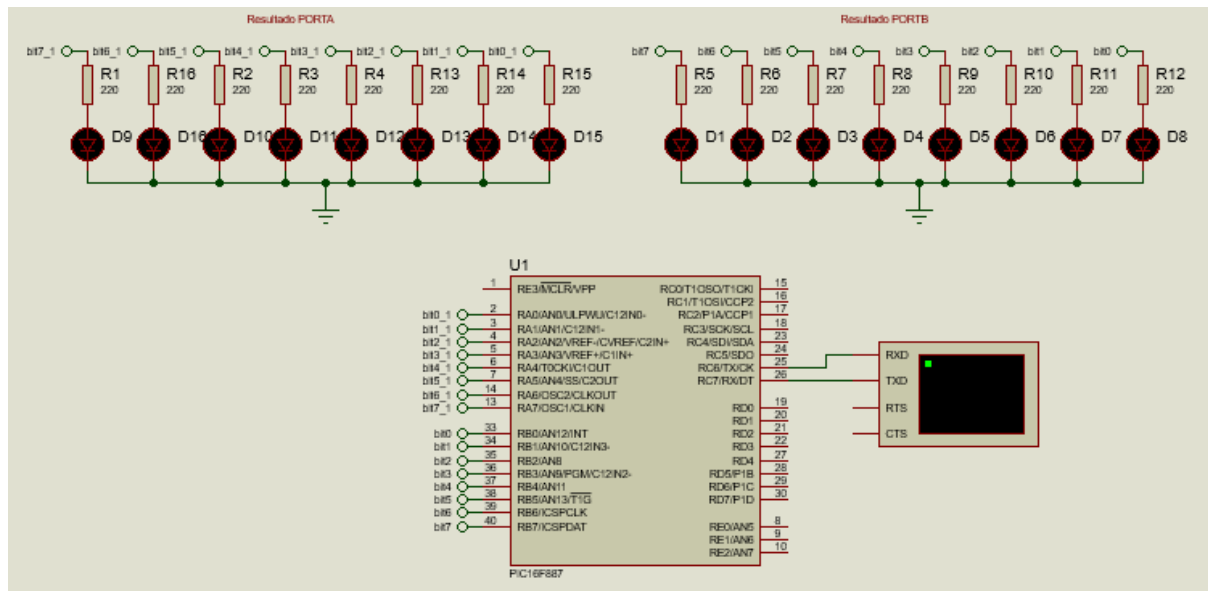 Resultado PORTA
Resultado PORTB
bit7_1 bit6_1 bit5_1 bit4_1 bit3_1 bit2_1 bit1_1 bit0_1
bit7 bit6 bit5 bit4 bit3 bit2 bit1 bit0
R1 R16 R2 R3 R4 R13 R14 R15
220 220 220 220 220 220 220 220
R5 R6 R7 R8 R9 R10 R11 R12
220 220 220 220 220 220 220 220
D9 D16 D10 D11 D12 D13 D14 D15
D1 D2 D3 D4 D5 D6 D7 D8
U1
1 RE3/MCLR/VPP
bit0_1 2 RA0/AN0/ULPWU/C12IN0-
bit1_1 3 RA1/AN1/C12IN1-
bit2_1 4 RA2/AN2/VREF-/CVREF/C2IN+
bit3_1 5 RA3/AN3/VREF+/C1IN+
bit4_1 6 RA4/T0CKI/C1OUT
bit5_1 7 RA5/AN4/SS/C2OUT
bit6_1 14 RA6/OSC2/CLKOUT
bit7_1 13 RA7/OSC1/CLKIN
bit0 33 RB0/AN12/INT
bit1 34 RB1/AN10/C12IN3-
bit2 35 RB2/AN8
bit3 36 RB3/AN9/PGM/C12IN2-
bit4 37 RB4/AN11
bit5 38 RB5/AN13/T1G
bit6 39 RB6/ICSPCLK
bit7 40 RB7/ICSPDAT
RC0/T1OSO/T1CKI 15
RC1/T1OSI/CCP2 16
RC2/P1A/CCP1 17
RC3/SCK/SCL 18
RC4/SDI/SDA 23
RC5/SDO 24
RC6/TX/CK 25
RC7/RX/DT 26
RD0 19
RD1 20
RD2 21
RD3 22
RD4 27
RD5/P1B 28
RD6/P1C 29
RD7/P1D 30
RE0/AN5 8
RE1/AN6 9
RE2/AN7 10
PIC16F887
RXD
TXD
RTS
CTS